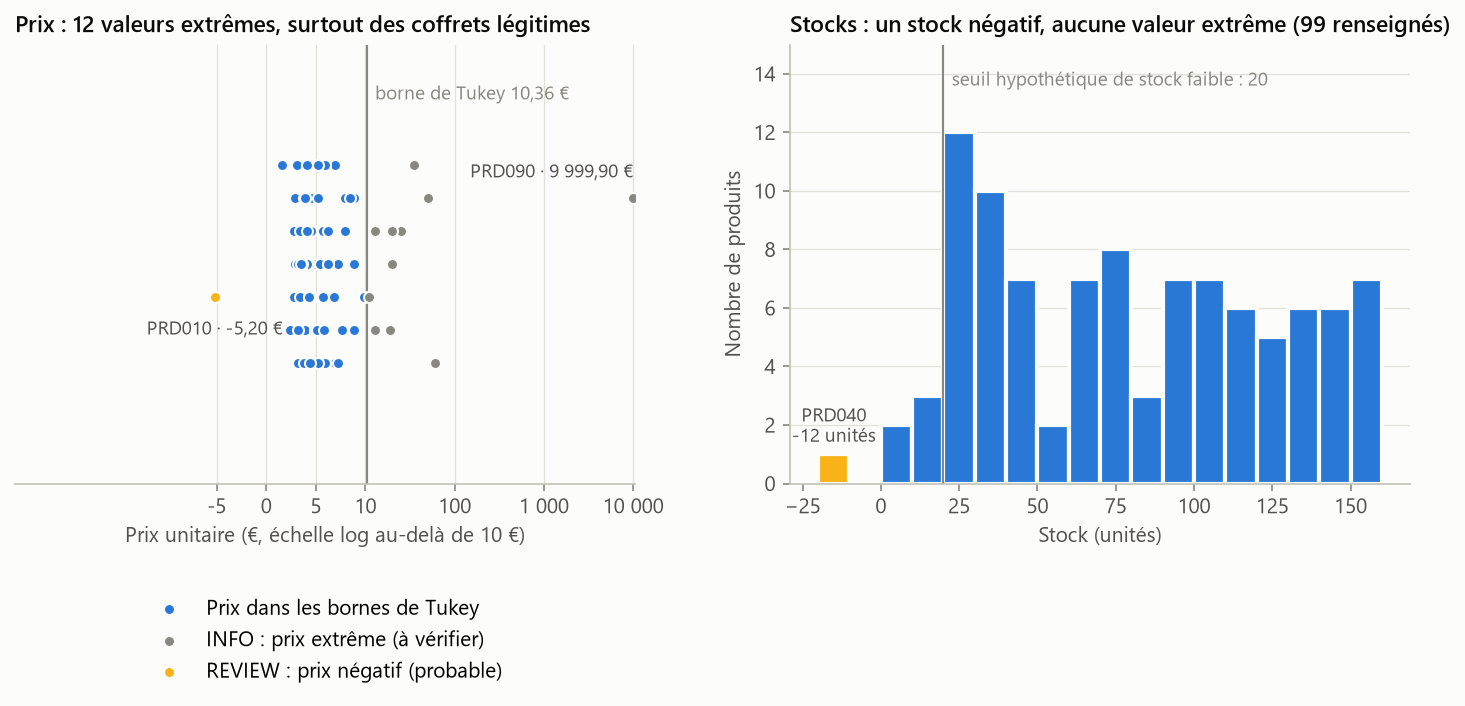 Prix : 12 valeurs extrêmes, surtout des coffrets légitimes
borne de Tukey 10,36 €
PRD090 · 9 999,90 €
PRD010 · -5,20 €
-5 0 5 10 100 1 000 10 000
Prix unitaire (€, échelle log au-delà de 10 €)
Prix dans les bornes de Tukey
INFO : prix extrême (à vérifier)
REVIEW : prix négatif (probable)
Stocks : un stock négatif, aucune valeur extrême (99 renseignés)
seuil hypothétique de stock faible : 20
Nombre de produits
14
12
10
8
6
4
2
0
PRD040
-12 unités
−25 0 25 50 75 100 125 150
Stock (unités)